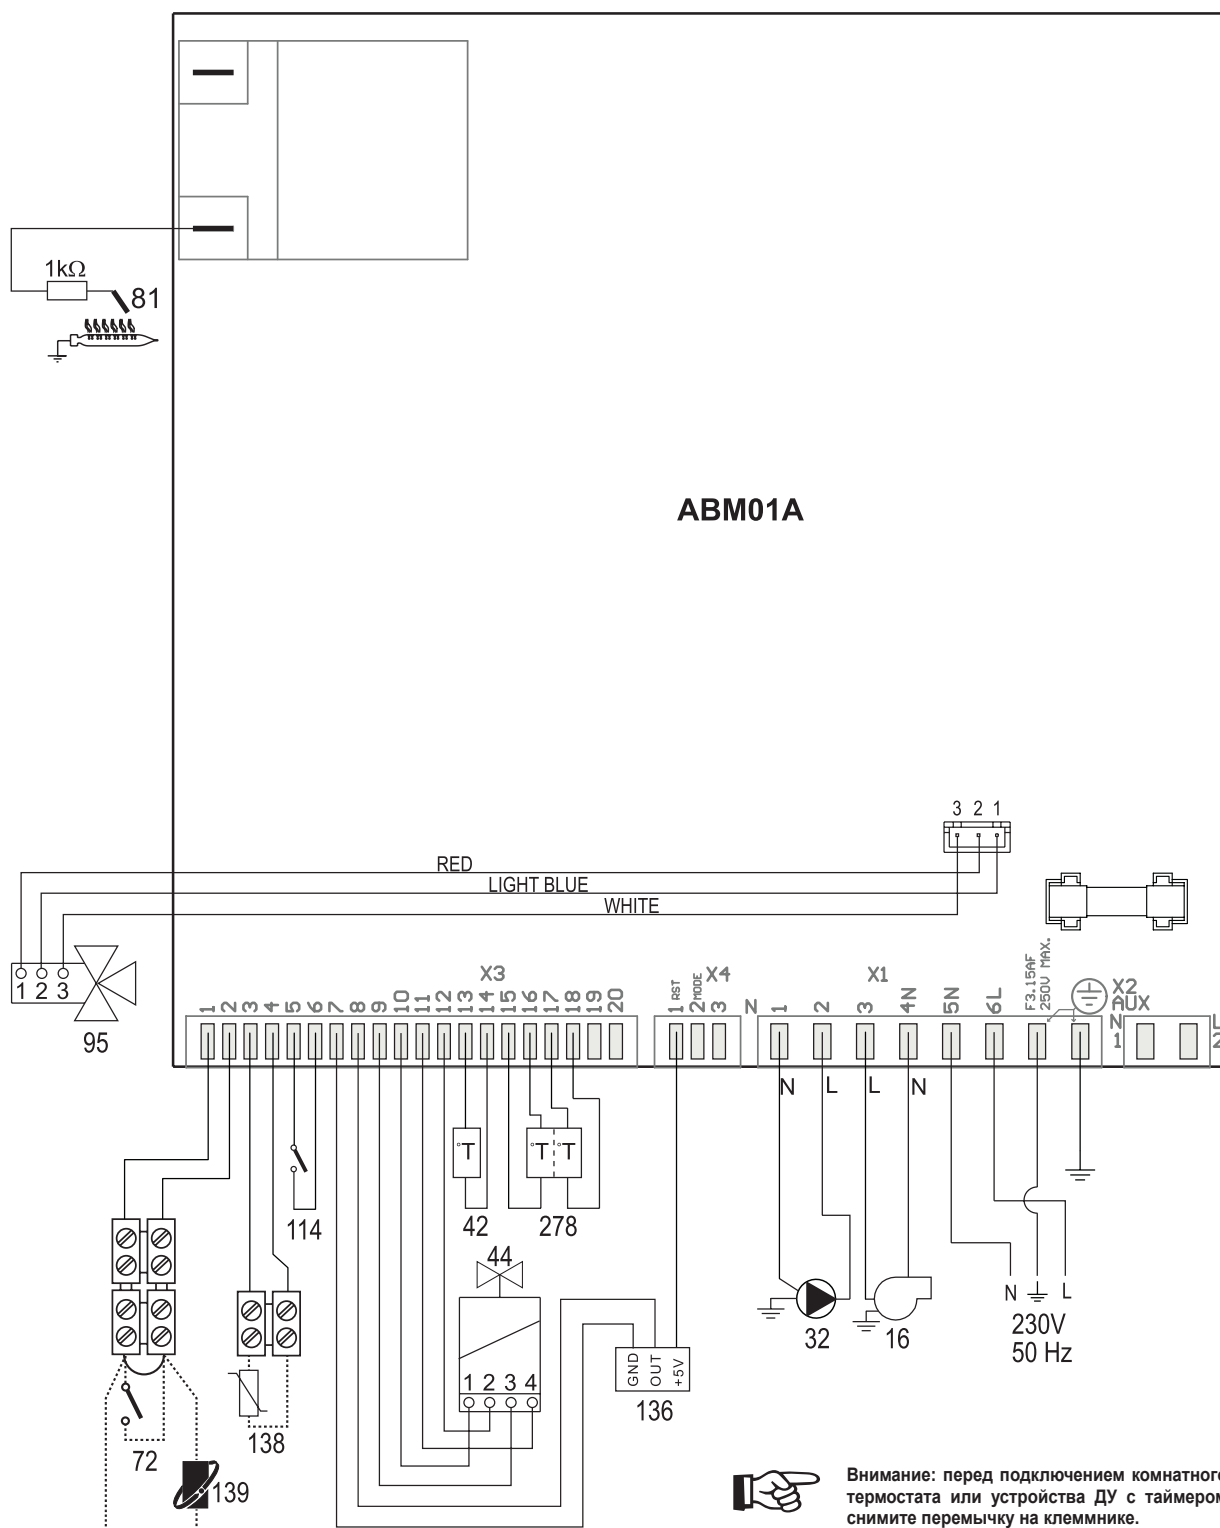 1kΩ
81
ABM01A
3 2 1
RED
LIGHT BLUE
WHITE
1 2 3
95
X3
1 2 3 4 5 6 7 8 9 10 11 12 13 14 15 16 17 18 19 20
X4
1 RST
2 MODE
3
X1
N
1 2 3 4N 5N 6L
F3.15AF
250V MAX.
X2
AUX
N
1
L
2
N L L N
114
42
278
44
1 2 3 4
GND
OUT
+5V
136
32
16
N L
230V
50 Hz
72
138
139
Внимание: перед подключением комнатного
термостата или устройства ДУ с таймером
снимите перемычку на клеммнике.